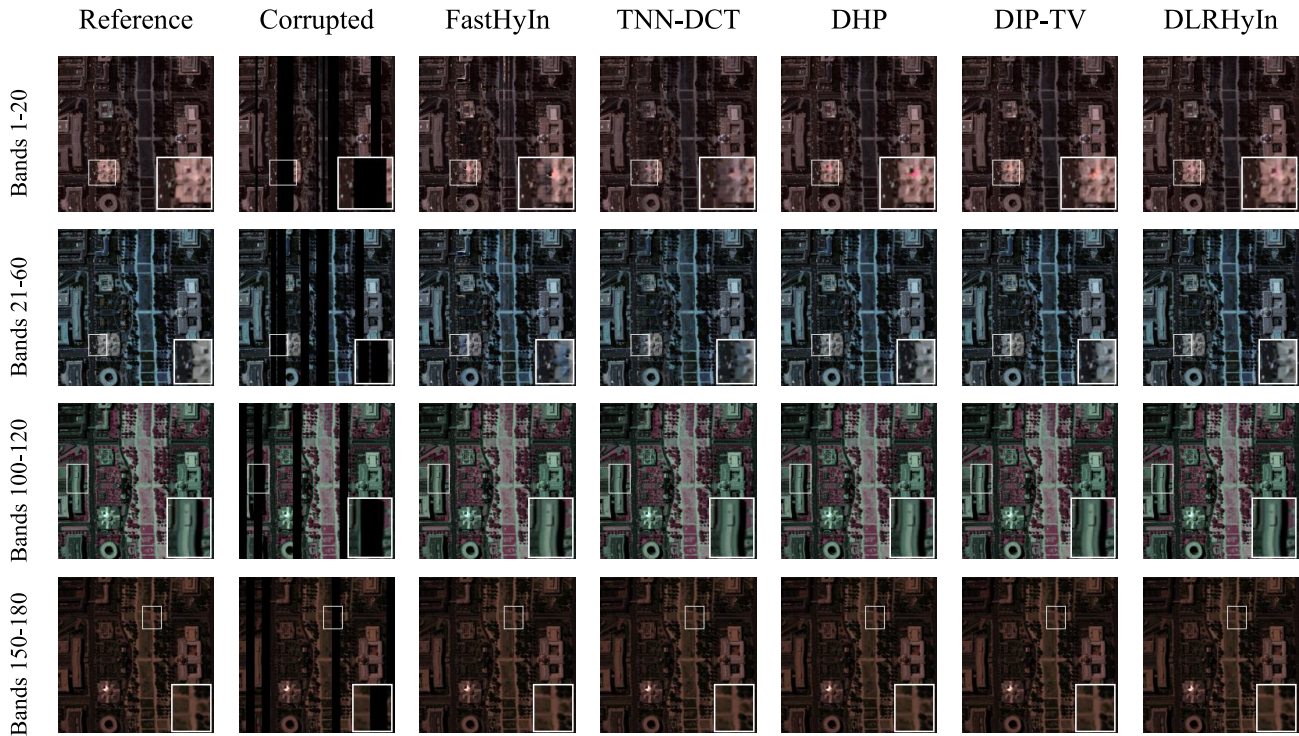 Reference Corrupted FastHyIn TNN-DCT DHP DIP-TV DLRHyIn
Bands 1-20
Bands 21-60
Bands 100-120
Bands 150-180